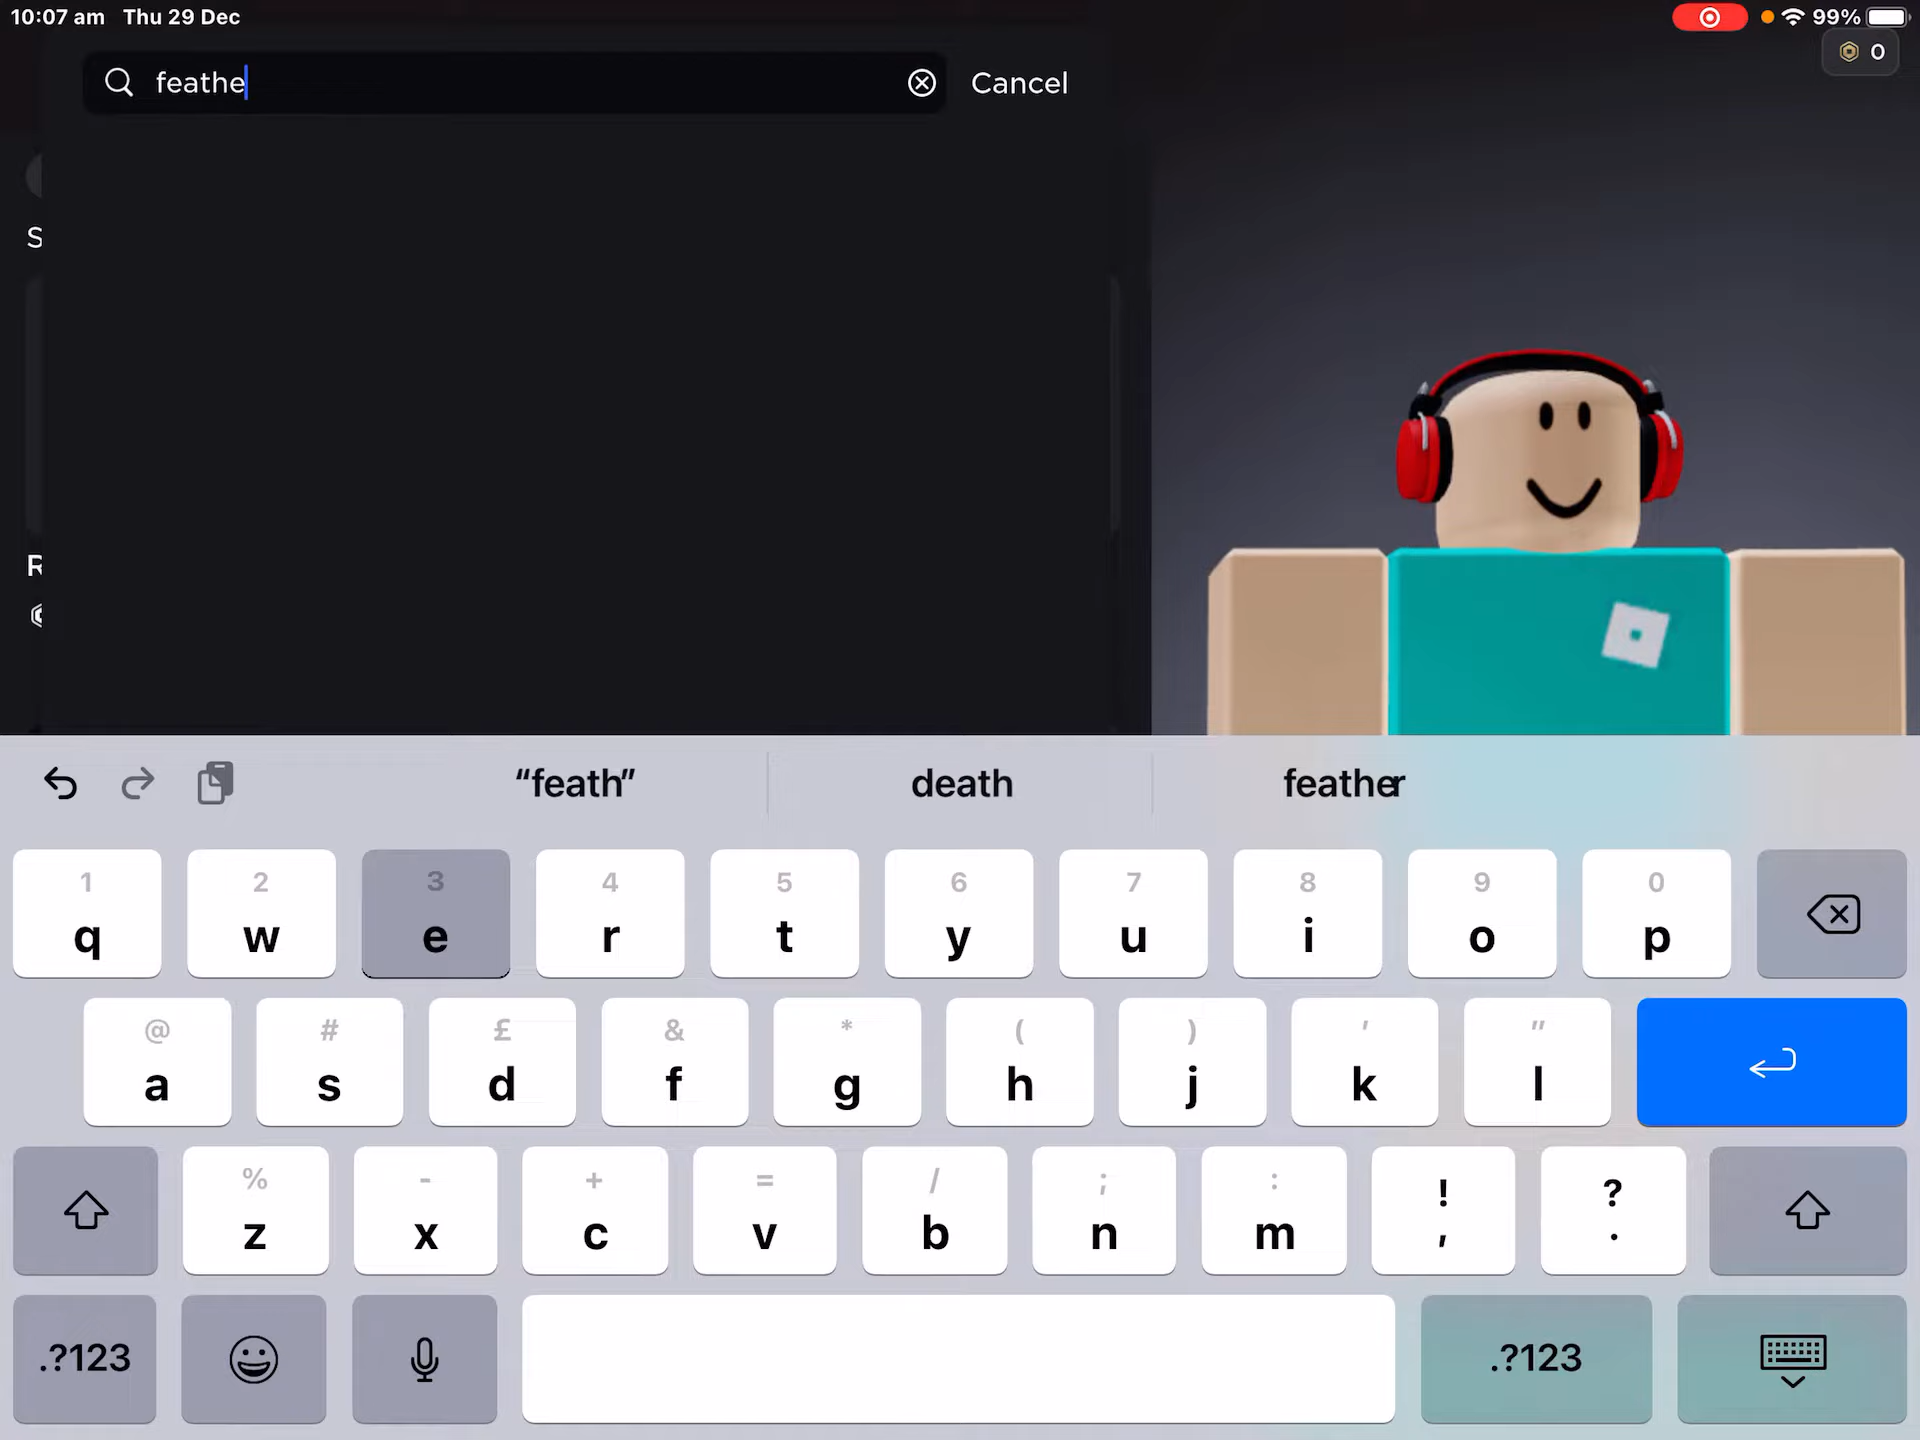 10:07 am Thu 29 Dec 99%
0
feathe Cancel
S
R
“feath” death feather
1 2 3 4 5 6 7 8 9 0
q w e r t y u i o p
@ # £ & * ( ) ' "
a s d f g h j k l
% - + = / ; : ! ?
z x c v b n m , .
.?123 .?123